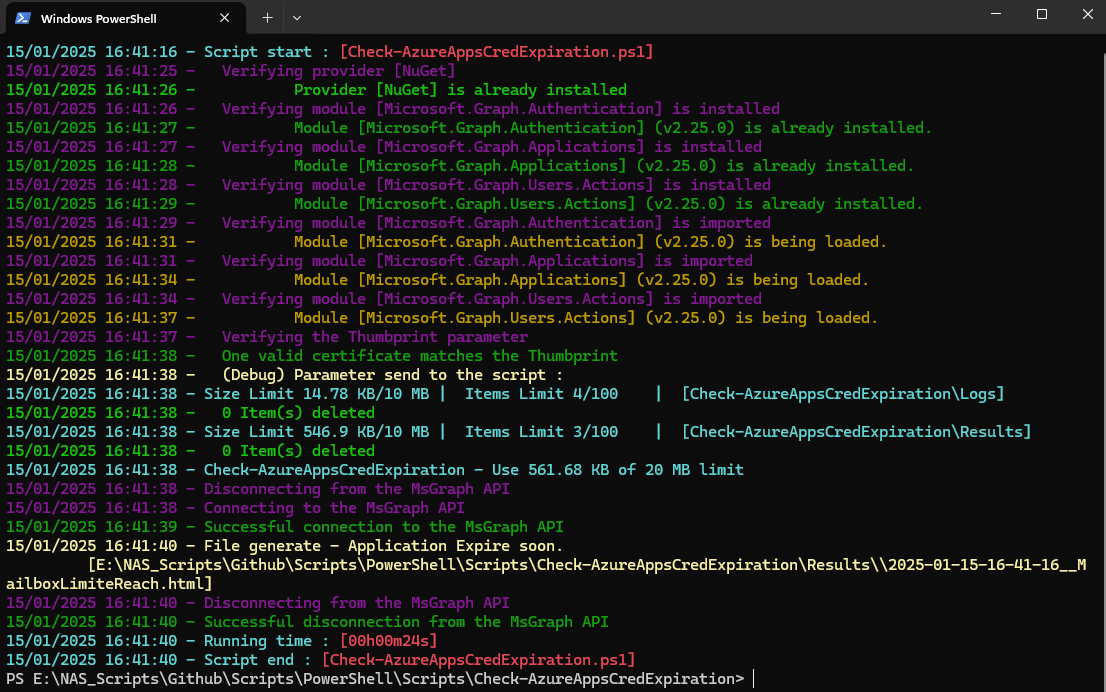 Windows PowerShell
15/01/2025 16:41:16 - Script start : [Check-AzureAppsCredExpiration.ps1]
15/01/2025 16:41:25 -   Verifying provider [NuGet]
15/01/2025 16:41:26 -           Provider [NuGet] is already installed
15/01/2025 16:41:26 -   Verifying module [Microsoft.Graph.Authentication] is installed
15/01/2025 16:41:27 -           Module [Microsoft.Graph.Authentication] (v2.25.0) is already installed.
15/01/2025 16:41:27 -   Verifying module [Microsoft.Graph.Applications] is installed
15/01/2025 16:41:28 -           Module [Microsoft.Graph.Applications] (v2.25.0) is already installed.
15/01/2025 16:41:28 -   Verifying module [Microsoft.Graph.Users.Actions] is installed
15/01/2025 16:41:29 -           Module [Microsoft.Graph.Users.Actions] (v2.25.0) is already installed.
15/01/2025 16:41:29 -   Verifying module [Microsoft.Graph.Authentication] is imported
15/01/2025 16:41:31 -           Module [Microsoft.Graph.Authentication] (v2.25.0) is being loaded.
15/01/2025 16:41:31 -   Verifying module [Microsoft.Graph.Applications] is imported
15/01/2025 16:41:34 -           Module [Microsoft.Graph.Applications] (v2.25.0) is being loaded.
15/01/2025 16:41:34 -   Verifying module [Microsoft.Graph.Users.Actions] is imported
15/01/2025 16:41:37 -           Module [Microsoft.Graph.Users.Actions] (v2.25.0) is being loaded.
15/01/2025 16:41:37 -   Verifying the Thumbprint parameter
15/01/2025 16:41:38 -   One valid certificate matches the Thumbprint
15/01/2025 16:41:38 -   (Debug) Parameter send to the script :
15/01/2025 16:41:38 - Size Limit 14.78 KB/10 MB |  Items Limit 4/100    |  [Check-AzureAppsCredExpiration\Logs]
15/01/2025 16:41:38 -   0 Item(s) deleted
15/01/2025 16:41:38 - Size Limit 546.9 KB/10 MB |  Items Limit 3/100    |  [Check-AzureAppsCredExpiration\Results]
15/01/2025 16:41:38 -   0 Item(s) deleted
15/01/2025 16:41:38 - Check-AzureAppsCredExpiration - Use 561.68 KB of 20 MB limit
15/01/2025 16:41:38 - Disconnecting from the MsGraph API
15/01/2025 16:41:38 - Connecting to the MsGraph API
15/01/2025 16:41:39 - Successful connection to the MsGraph API
15/01/2025 16:41:40 - File generate - Application Expire soon.
         [E:\NAS_Scripts\Github\Scripts\PowerShell\Scripts\Check-AzureAppsCredExpiration\Results\\2025-01-15-16-41-16__M
ailboxLimiteReach.html]
15/01/2025 16:41:40 - Disconnecting from the MsGraph API
15/01/2025 16:41:40 - Successful disconnection from the MsGraph API
15/01/2025 16:41:40 - Running time : [00h00m24s]
15/01/2025 16:41:40 - Script end : [Check-AzureAppsCredExpiration.ps1]
PS E:\NAS_Scripts\Github\Scripts\PowerShell\Scripts\Check-AzureAppsCredExpiration>